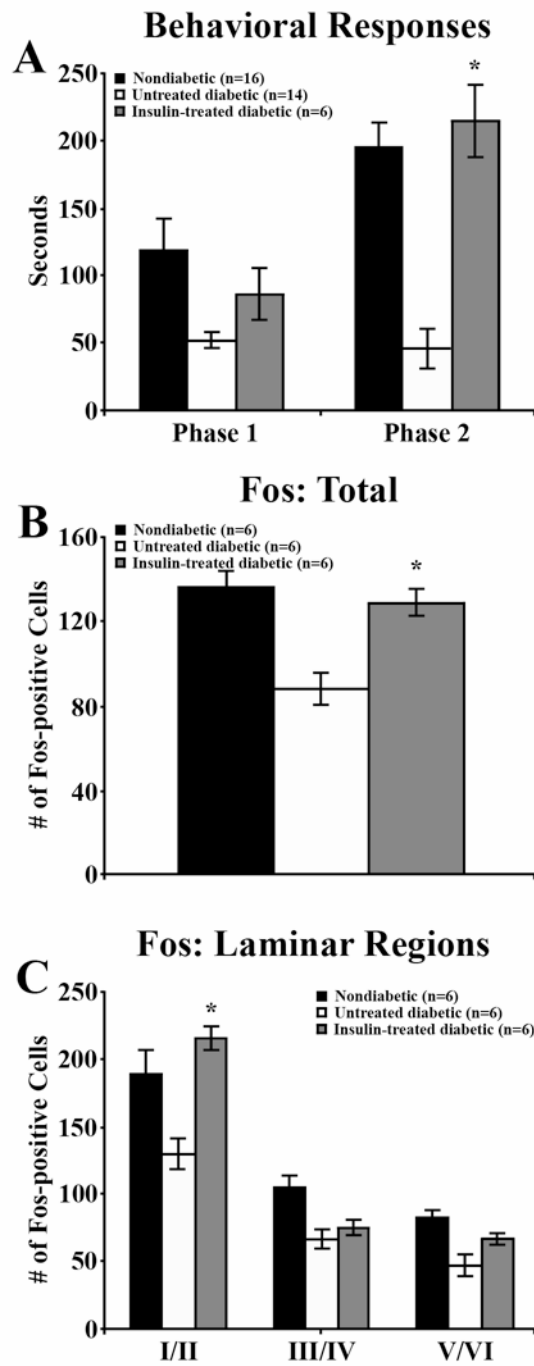 Behavioral Responses
A
250
200
150
100
50
0
Seconds
Nondiabetic (n=16)
Untreated diabetic (n=14)
Insulin-treated diabetic (n=6)
*
Phase 1
Phase 2
Fos: Total
B
160
120
80
40
0
# of Fos-positive Cells
Nondiabetic (n=6)
Untreated diabetic (n=6)
Insulin-treated diabetic (n=6)
*
Fos: Laminar Regions
C
250
200
150
100
50
0
# of Fos-positive Cells
Nondiabetic (n=6)
Untreated diabetic (n=6)
Insulin-treated diabetic (n=6)
*
I/II
III/IV
V/VI